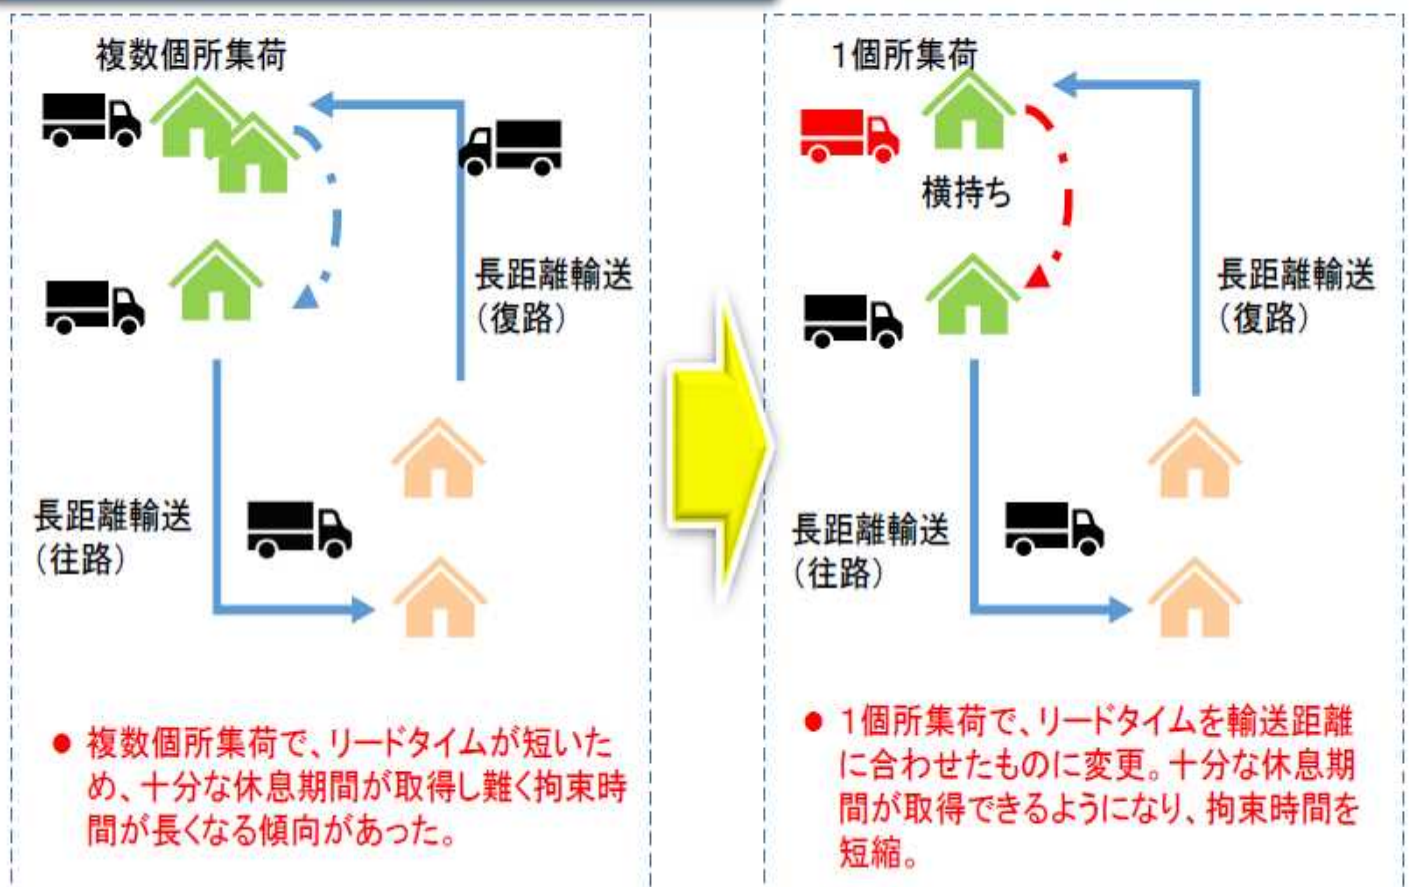 複数個所集荷
長距離輸送
（復路）
長距離輸送
（往路）
● 複数個所集荷で、リードタイムが短いた
め、十分な休息期間が取得し難く拘束時
間が長くなる傾向があった。
1個所集荷
横持ち
長距離輸送
（復路）
長距離輸送
（往路）
● 1個所集荷で、リードタイムを輸送距離
に合わせたものに変更。十分な休息期
間が取得できるようになり、拘束時間を
短縮。